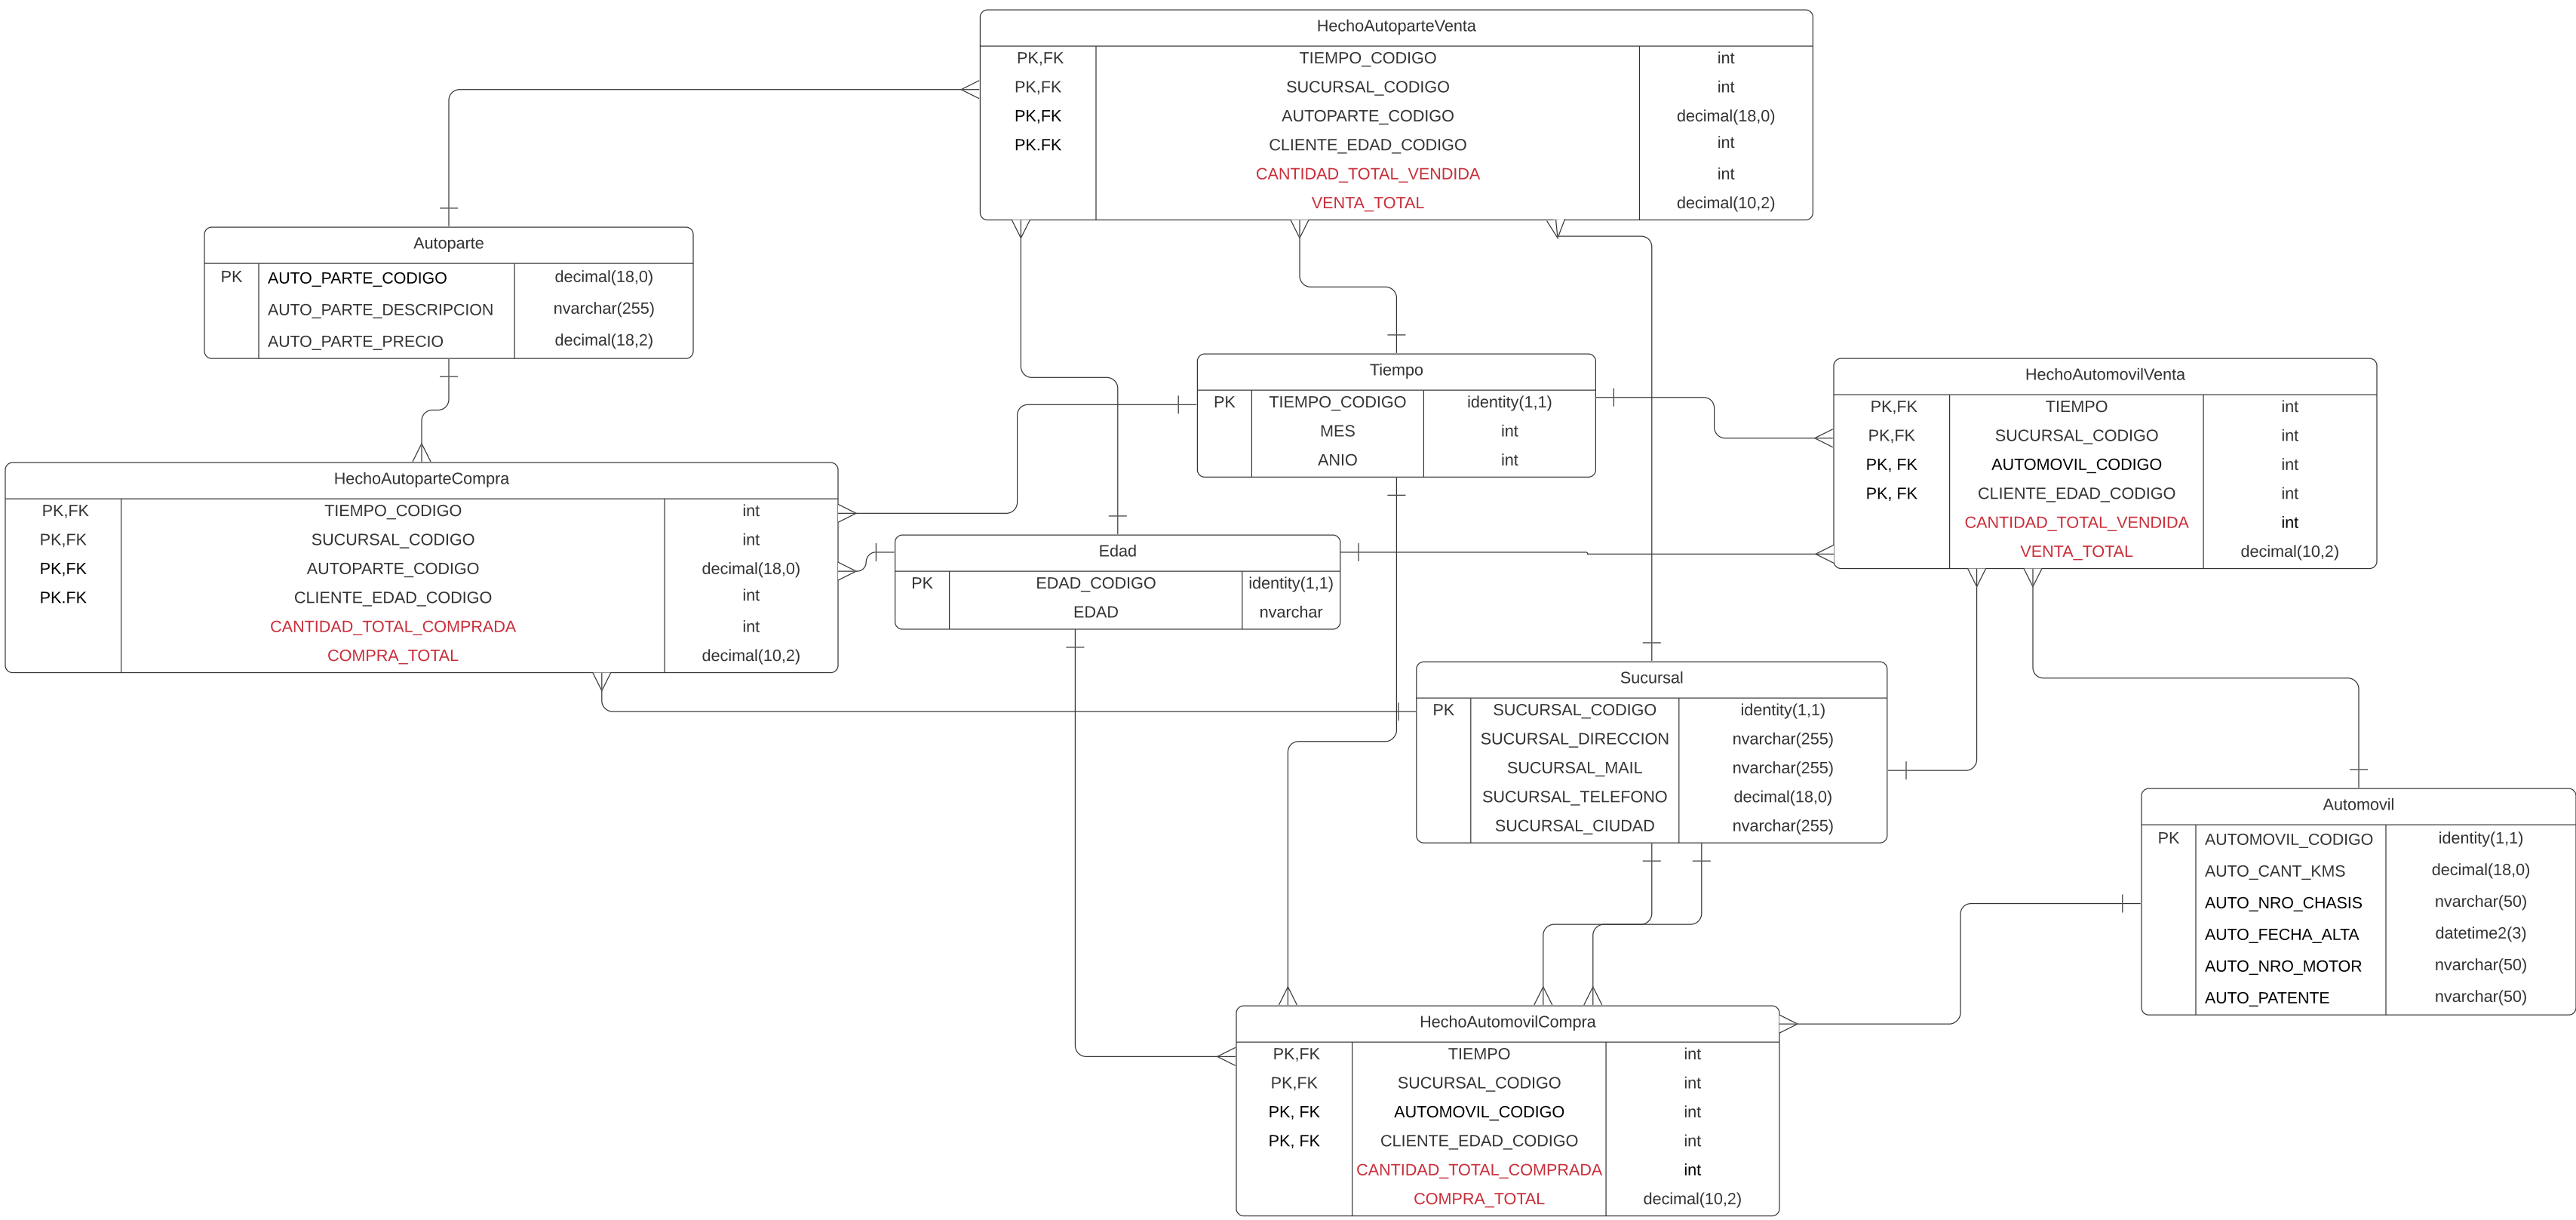 HechoAutoparteVenta
PK,FK TIEMPO_CODIGO int
PK,FK SUCURSAL_CODIGO int
PK,FK AUTOPARTE_CODIGO decimal(18,0)
PK.FK CLIENTE_EDAD_CODIGO int
CANTIDAD_TOTAL_VENDIDA int
VENTA_TOTAL decimal(10,2)
Autoparte
PK AUTO_PARTE_CODIGO decimal(18,0)
AUTO_PARTE_DESCRIPCION nvarchar(255)
AUTO_PARTE_PRECIO decimal(18,2)
Tiempo
PK TIEMPO_CODIGO identity(1,1)
MES int
ANIO int
HechoAutomovilVenta
PK,FK TIEMPO int
PK,FK SUCURSAL_CODIGO int
PK, FK AUTOMOVIL_CODIGO int
PK, FK CLIENTE_EDAD_CODIGO int
CANTIDAD_TOTAL_VENDIDA int
VENTA_TOTAL decimal(10,2)
HechoAutoparteCompra
PK,FK TIEMPO_CODIGO int
PK,FK SUCURSAL_CODIGO int
PK,FK AUTOPARTE_CODIGO decimal(18,0)
PK.FK CLIENTE_EDAD_CODIGO int
CANTIDAD_TOTAL_COMPRADA int
COMPRA_TOTAL decimal(10,2)
Edad
PK EDAD_CODIGO identity(1,1)
EDAD nvarchar
Sucursal
PK SUCURSAL_CODIGO identity(1,1)
SUCURSAL_DIRECCION nvarchar(255)
SUCURSAL_MAIL nvarchar(255)
SUCURSAL_TELEFONO decimal(18,0)
SUCURSAL_CIUDAD nvarchar(255)
Automovil
PK AUTOMOVIL_CODIGO identity(1,1)
AUTO_CANT_KMS decimal(18,0)
AUTO_NRO_CHASIS nvarchar(50)
AUTO_FECHA_ALTA datetime2(3)
AUTO_NRO_MOTOR nvarchar(50)
AUTO_PATENTE nvarchar(50)
HechoAutomovilCompra
PK,FK TIEMPO int
PK,FK SUCURSAL_CODIGO int
PK, FK AUTOMOVIL_CODIGO int
PK, FK CLIENTE_EDAD_CODIGO int
CANTIDAD_TOTAL_COMPRADA int
COMPRA_TOTAL decimal(10,2)